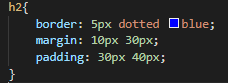 h2{
border: 5px dotted blue;
margin: 10px 30px;
padding: 30px 40px;
}